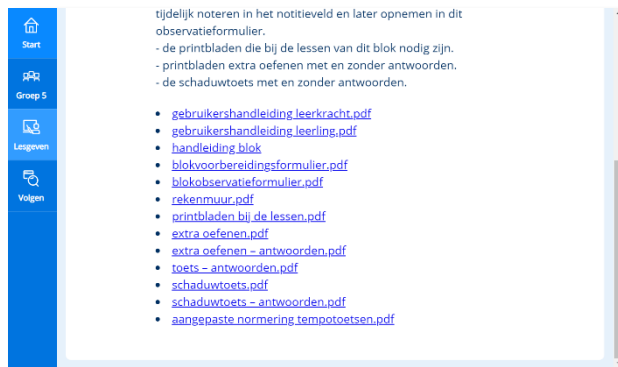 Start
Groep 5
Lesgeven
Volgen
tijdelijk noteren in het notitieveld en later opnemen in dit
observatieformulier.
- de printbladen die bij de lessen van dit blok nodig zijn.
- printbladen extra oefenen met en zonder antwoorden.
- de schaduwtoets met en zonder antwoorden.
• gebruikershandleiding leerkracht.pdf
• gebruikershandleiding leerling.pdf
• handleiding blok
• blokvoorbereidingsformulier.pdf
• blokobservatieformulier.pdf
• rekenmuur.pdf
• printbladen bij de lessen.pdf
• extra oefenen.pdf
• extra oefenen – antwoorden.pdf
• toets – antwoorden.pdf
• schaduwtoets.pdf
• schaduwtoets – antwoorden.pdf
• aangepaste normering tempotoetsen.pdf